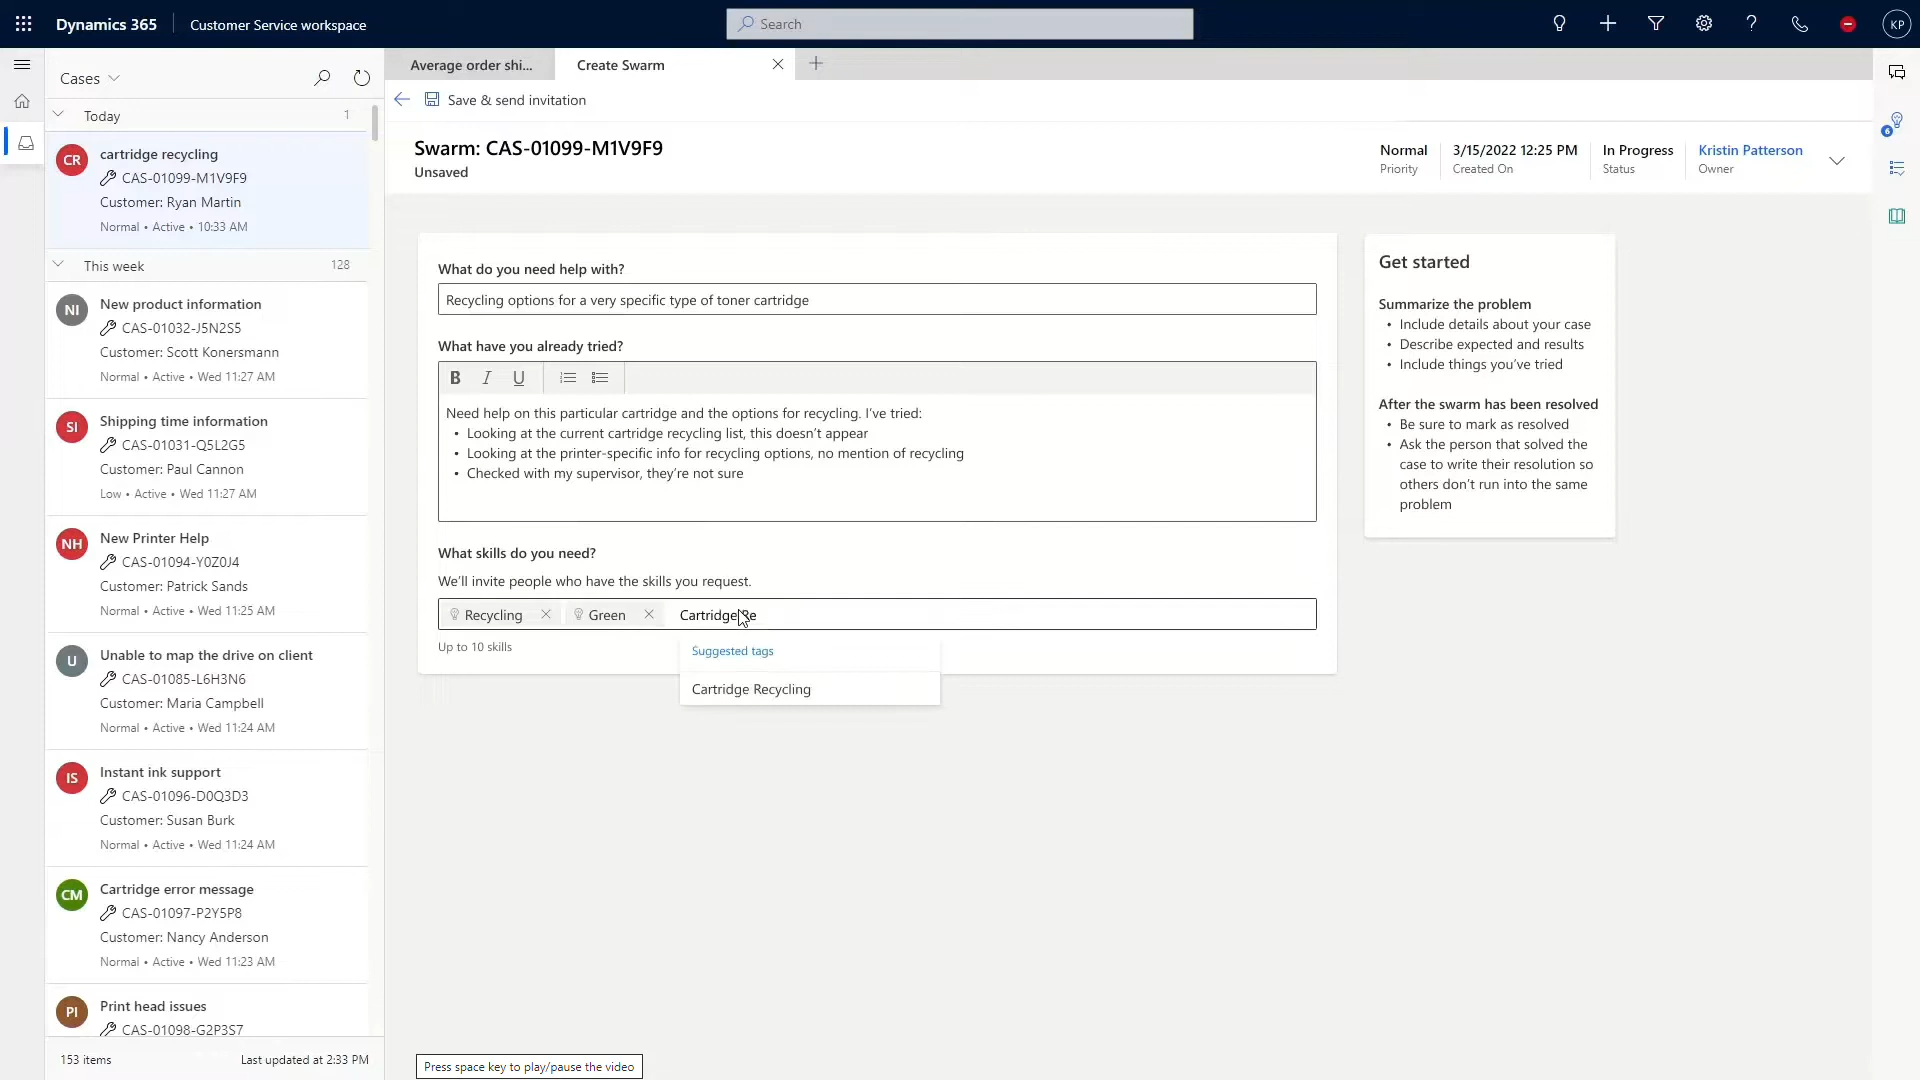 Dynamics 365
Customer Service workspace
Search
KP
Cases
Average order shi...
Create Swarm
Save & send invitation
Today
1
CR
cartridge recycling
CAS-01099-M1V9F9
Customer: Ryan Martin
Normal • Active • 10:33 AM
This week
128
NI
New product information
CAS-01032-J5N2S5
Customer: Scott Konersmann
Normal • Active • Wed 11:27 AM
SI
Shipping time information
CAS-01031-Q5L2G5
Customer: Paul Cannon
Low • Active • Wed 11:27 AM
NH
New Printer Help
CAS-01094-Y0Z0J4
Customer: Patrick Sands
Normal • Active • Wed 11:25 AM
U
Unable to map the drive on client
CAS-01085-L6H3N6
Customer: Maria Campbell
Normal • Active • Wed 11:24 AM
IS
Instant ink support
CAS-01096-D0Q3D3
Customer: Susan Burk
Normal • Active • Wed 11:24 AM
CM
Cartridge error message
CAS-01097-P2Y5P8
Customer: Nancy Anderson
Normal • Active • Wed 11:23 AM
PI
Print head issues
CAS-01098-G2P3S7
153 items
Last updated at 2:33 PM
Swarm: CAS-01099-M1V9F9
Unsaved
Normal
Priority
3/15/2022 12:25 PM
Created On
In Progress
Status
Kristin Patterson
Owner
What do you need help with?
Recycling options for a very specific type of toner cartridge
What have you already tried?
B I U
Need help on this particular cartridge and the options for recycling. I've tried:
• Looking at the current cartridge recycling list, this doesn't appear
• Looking at the printer-specific info for recycling options, no mention of recycling
• Checked with my supervisor, they're not sure
What skills do you need?
We'll invite people who have the skills you request.
Recycling
Green
Cartridge Re
Up to 10 skills
Suggested tags
Cartridge Recycling
Get started
Summarize the problem
• Include details about your case
• Describe expected and results
• Include things you've tried
After the swarm has been resolved
• Be sure to mark as resolved
• Ask the person that solved the
case to write their resolution so
others don't run into the same
problem
6
Press space key to play/pause the video